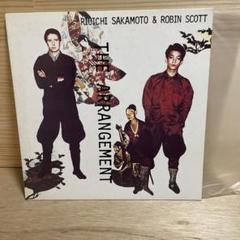 RIUICHI SAKAMOTO & ROBIN SCOTT
THE ARRANGEMENT